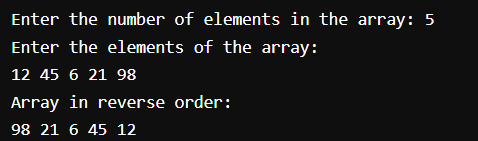 Enter the number of elements in the array: 5
Enter the elements of the array:
12 45 6 21 98
Array in reverse order:
98 21 6 45 12